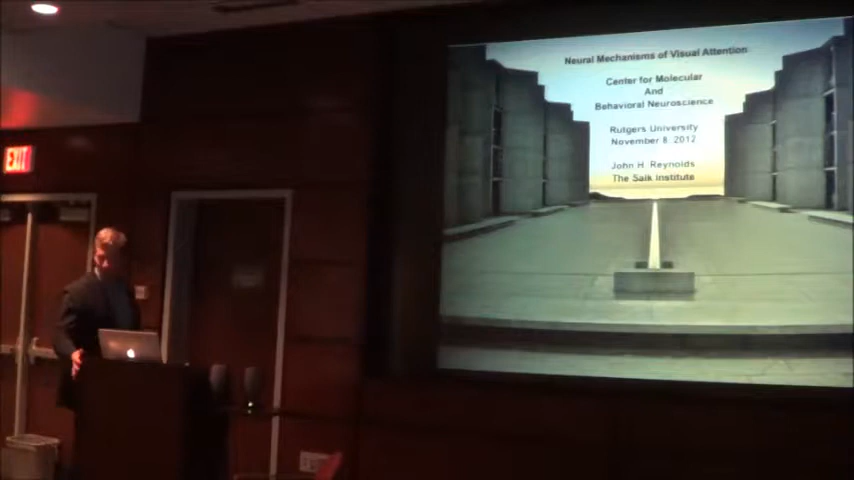 EXIT
Neural Mechanisms of Visual Attention
Center for Molecular
And
Behavioral Neuroscience
Rutgers University
November 8, 2012
John H. Reynolds
The Salk Institute